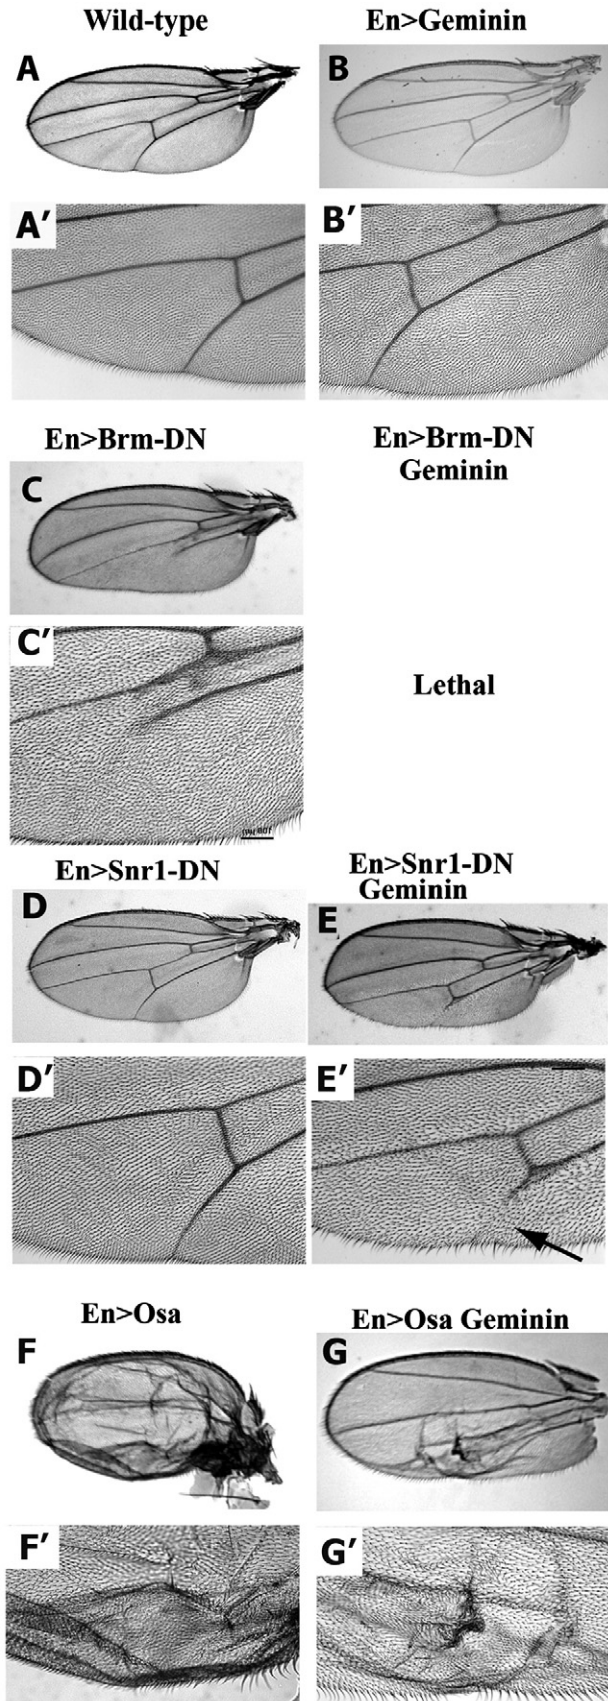 Wild-type
En>Geminin
A
B
A′
B′
En>Brm-DN
En>Brm-DN
Geminin
C
C′
Lethal
En>Snr1-DN
En>Snr1-DN
Geminin
D
E
D′
E′
En>Osa
En>Osa Geminin
F
G
F′
G′